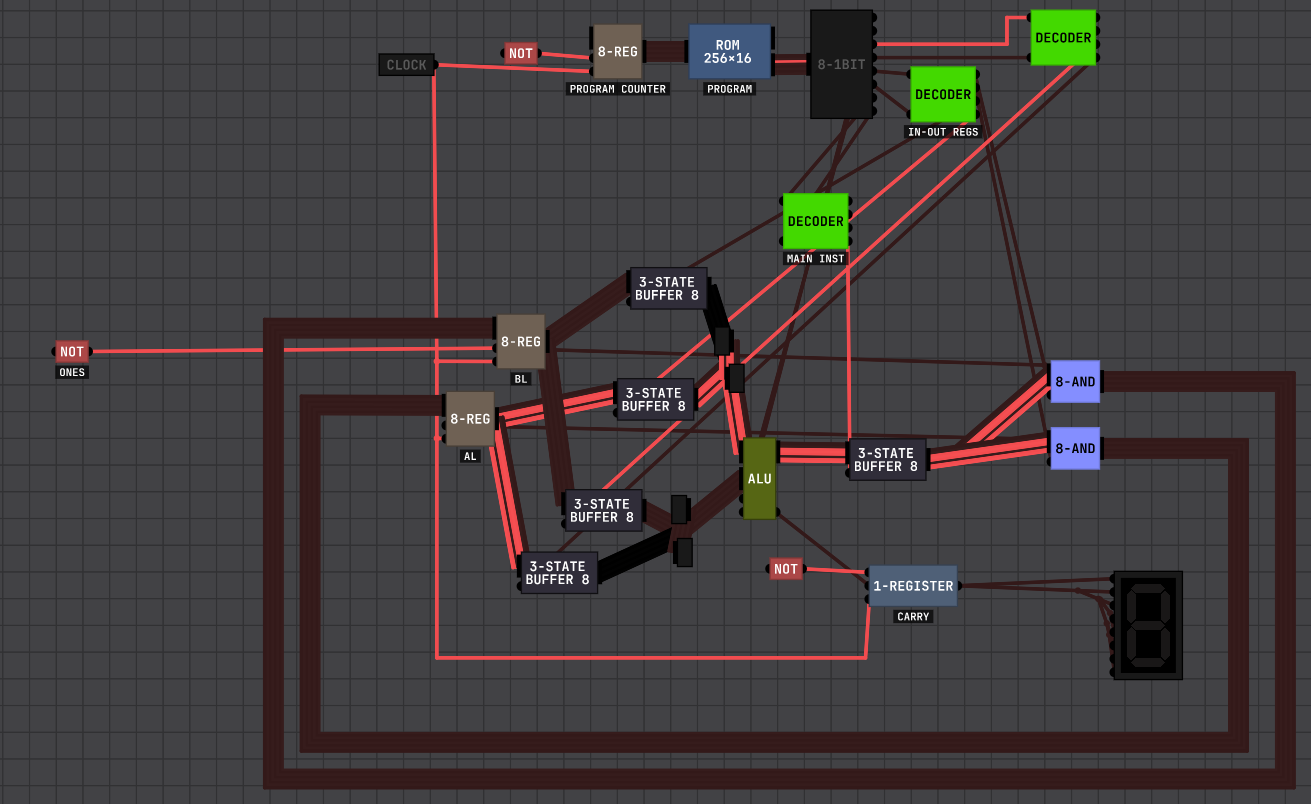 DECODER
NOT
8-REG
ROM
256×16
8-1BIT
CLOCK
PROGRAM COUNTER
PROGRAM
DECODER
IN-OUT REGS
DECODER
MAIN INST
3-STATE
BUFFER 8
8-REG
BL
NOT
ONES
3-STATE
BUFFER 8
8-AND
8-REG
AL
8-AND
3-STATE
BUFFER 8
ALU
3-STATE
BUFFER 8
3-STATE
BUFFER 8
NOT
1-REGISTER
CARRY